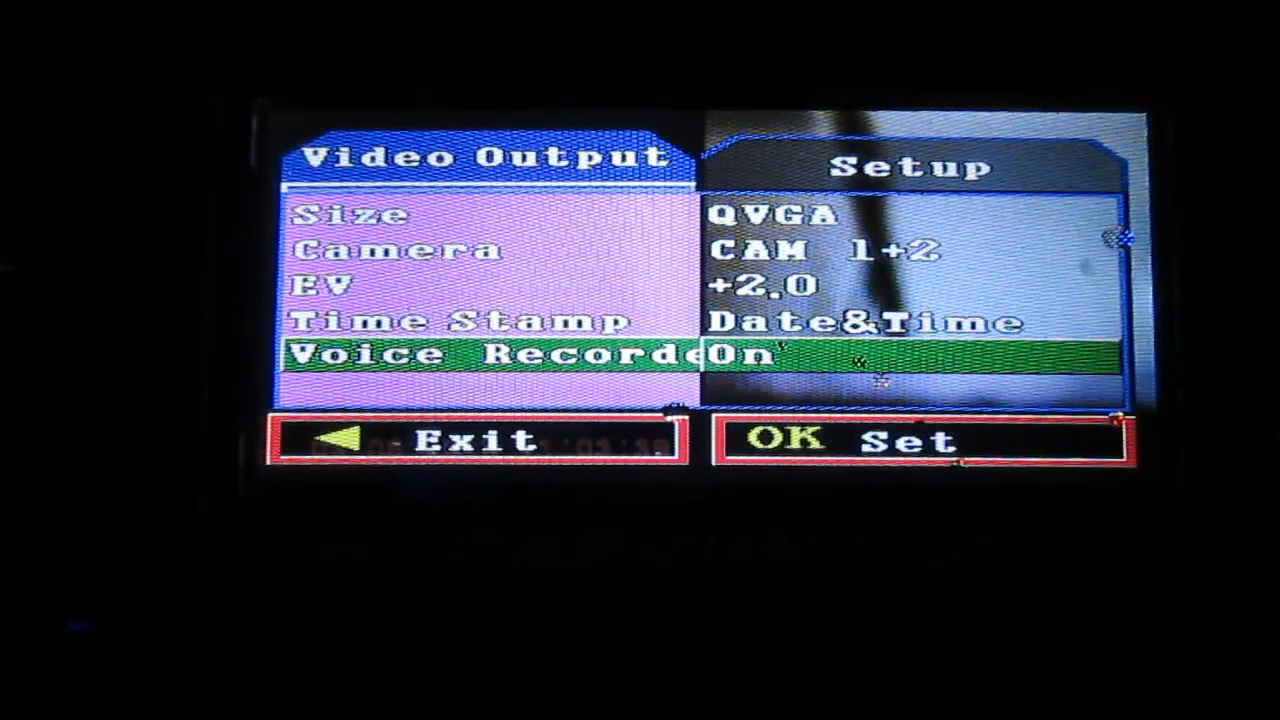 Video Output
Setup
Size QVGA
Camera CAM 1+2
EV +2.0
Time Stamp Date&Time
Voice Recorde On
Exit
OK Set